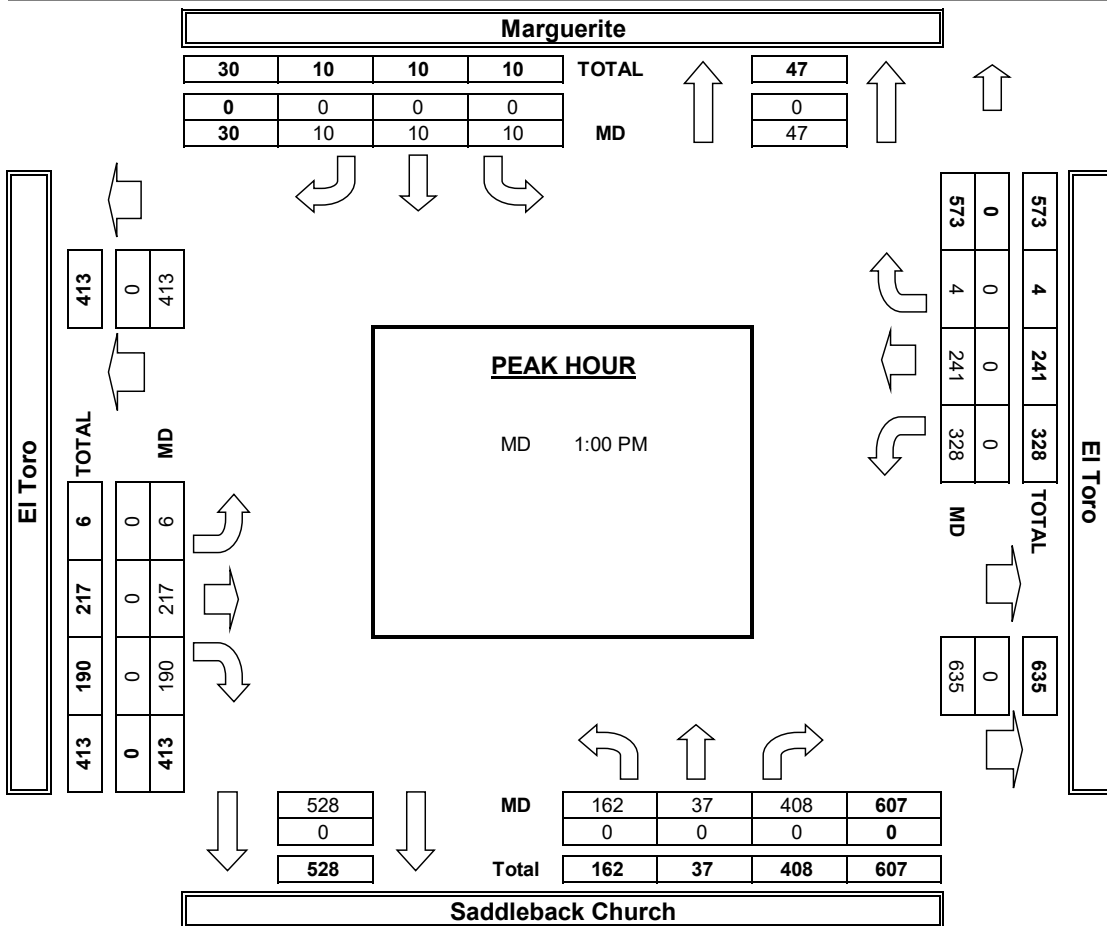 Marguerite
30 10 10 10 TOTAL 47
0 0 0 0 0
30 10 10 10 MD 47
El Toro
413 0 413
TOTAL MD
6 0 6
217 0 217
190 0 190
413 0 413
PEAK HOUR
MD 1:00 PM
573 0 573
4 0 4
241 0 241
328 0 328
MD TOTAL
635 0 635
El Toro
528 MD 162 37 408 607
0 0 0 0 0
528 Total 162 37 408 607
Saddleback Church